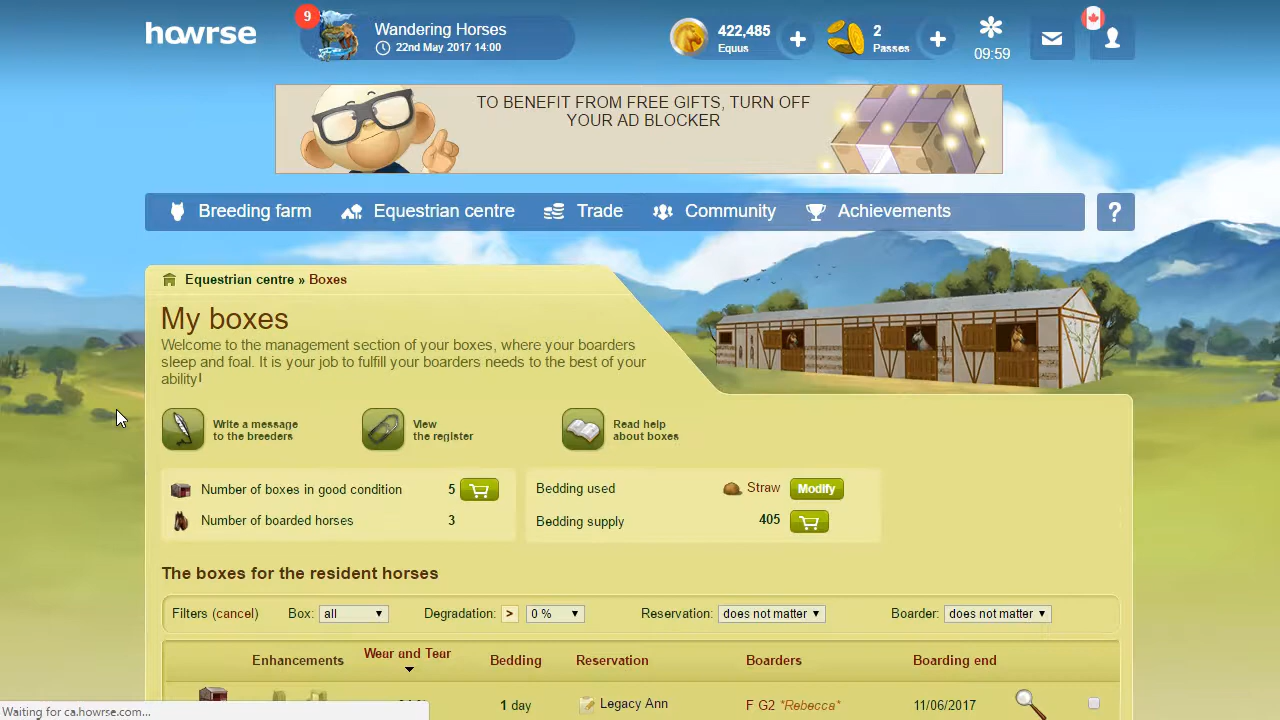 howrse
9
Wandering Horses
22nd May 2017 14:00
422,485
Equus
2
Passes
09:59
TO BENEFIT FROM FREE GIFTS, TURN OFF
YOUR AD BLOCKER
Breeding farm
Equestrian centre
Trade
Community
Achievements
?
Equestrian centre » Boxes
My boxes
Welcome to the management section of your boxes, where your boarders
sleep and foal. It is your job to fulfill your boarders needs to the best of your
ability!
Write a message
to the breeders
View
the register
Read help
about boxes
Number of boxes in good condition 5
Number of boarded horses 3
Bedding used Straw Modify
Bedding supply 405
The boxes for the resident horses
Filters (cancel) Box: all Degradation: > 0 % Reservation: does not matter Boarder: does not matter
Enhancements Wear and Tear Bedding Reservation Boarders Boarding end
1 day Legacy Ann F G2 *Rebecca* 11/06/2017
Waiting for ca.howrse.com...